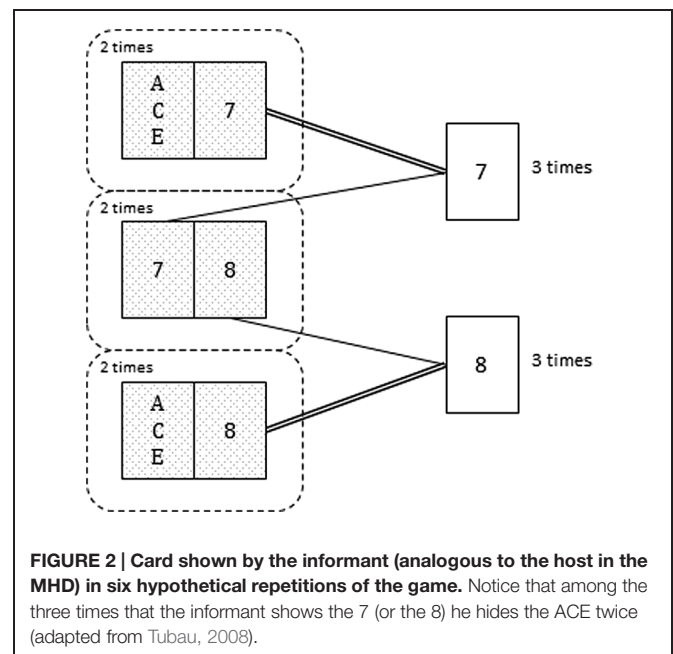 2 times
A
C
E
7
7
3 times
2 times
7
8
8
3 times
2 times
A
C
E
8
FIGURE 2 | Card shown by the informant (analogous to the host in the
MHD) in six hypothetical repetitions of the game. Notice that among the
three times that the informant shows the 7 (or the 8) he hides the ACE twice
(adapted from Tubau, 2008).